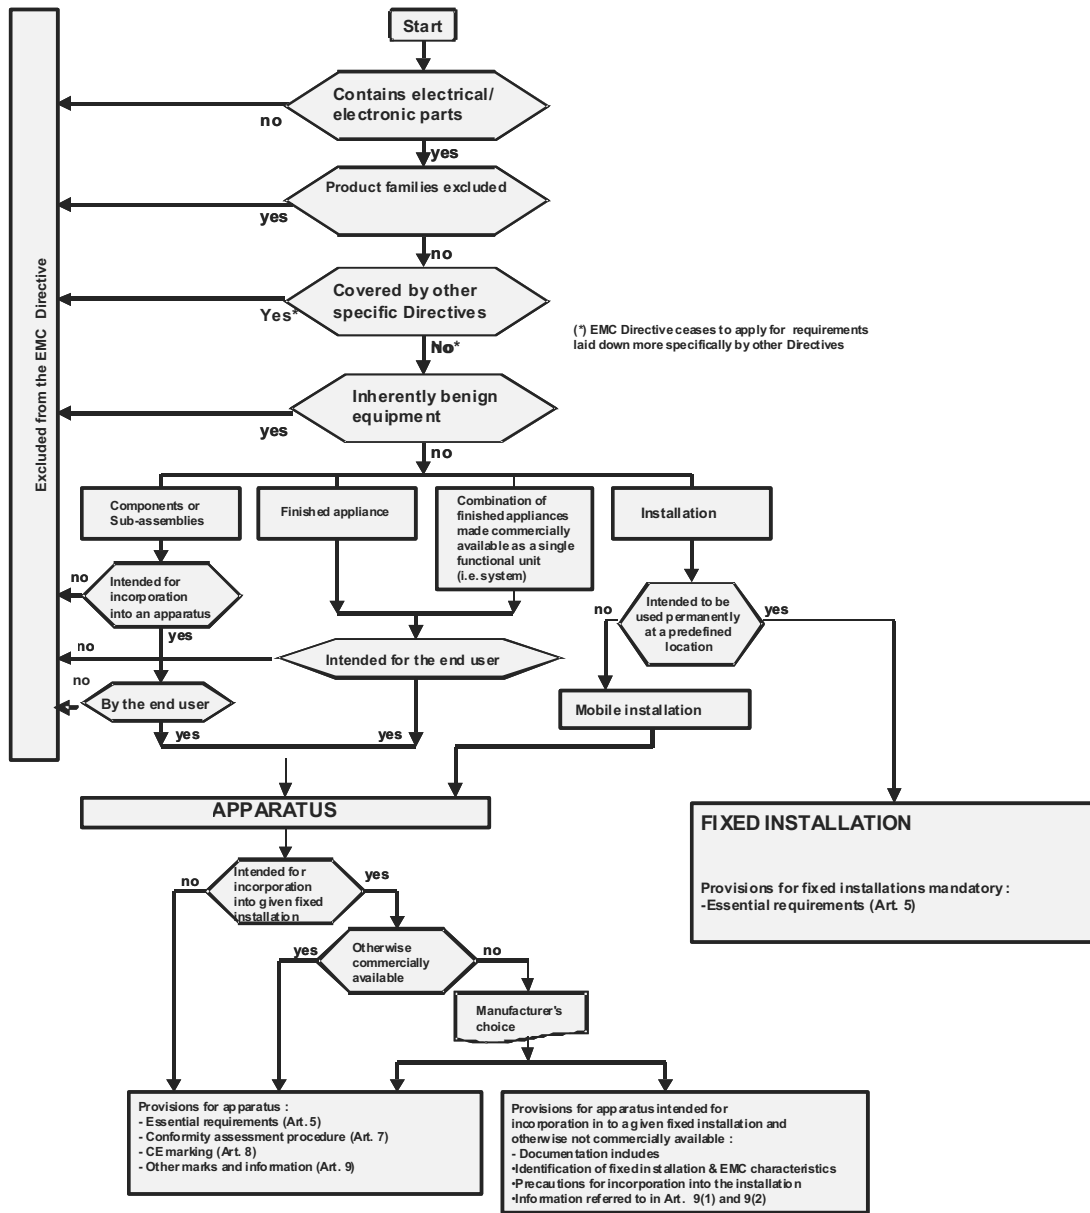 Start
Contains electrical/
electronic parts
no
yes
Product families excluded
yes
no
Covered by other
specific Directives
Yes*
No*
(*) EMC Directive ceases to apply for requirements
laid down more specifically by other Directives
Inherently benign
equipment
yes
no
Excluded from the EMC Directive
Components or
Sub-assemblies
Finished appliance
Combination of
finished appliances
made commercially
available as a single
functional unit
(i.e. system)
Installation
no
Intended for
incorporation
into an apparatus
yes
no
Intended to be
used permanently
at a predefined
location
yes
no
Intended for the end user
no
By the end user
yes
yes
Mobile installation
APPARATUS
FIXED INSTALLATION
Provisions for fixed installations mandatory :
-Essential requirements (Art. 5)
no
Intended for
incorporation
into given fixed
installation
yes
yes
Otherwise
commercially
available
no
Manufacturer's
choice
Provisions for apparatus :
- Essential requirements (Art. 5)
- Conformity assessment procedure (Art. 7)
- CE marking (Art. 8)
- Other marks and information (Art. 9)
Provisions for apparatus intended for
incorporation in to a given fixed installation and
otherwise not commercially available :
- Documentation includes
•Identification of fixed installation & EMC characteristics
•Precautions for incorporation into the installation
•Information referred to in Art. 9(1) and 9(2)